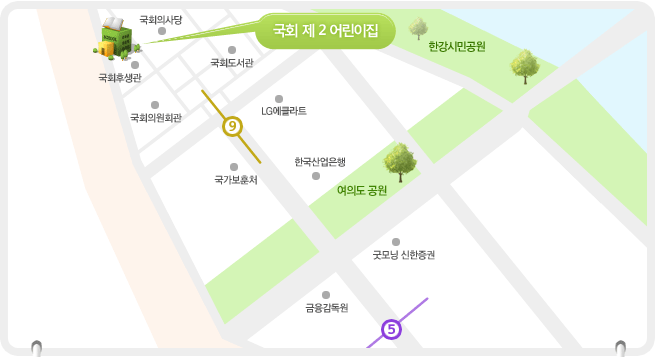 국회의사당
국회 제 2 어린이집
한강시민공원
국회도서관
국회후생관
LG에클라트
국회의원회관
9
한국산업은행
국가보훈처
여의도 공원
굿모닝 신한증권
금융감독원
5